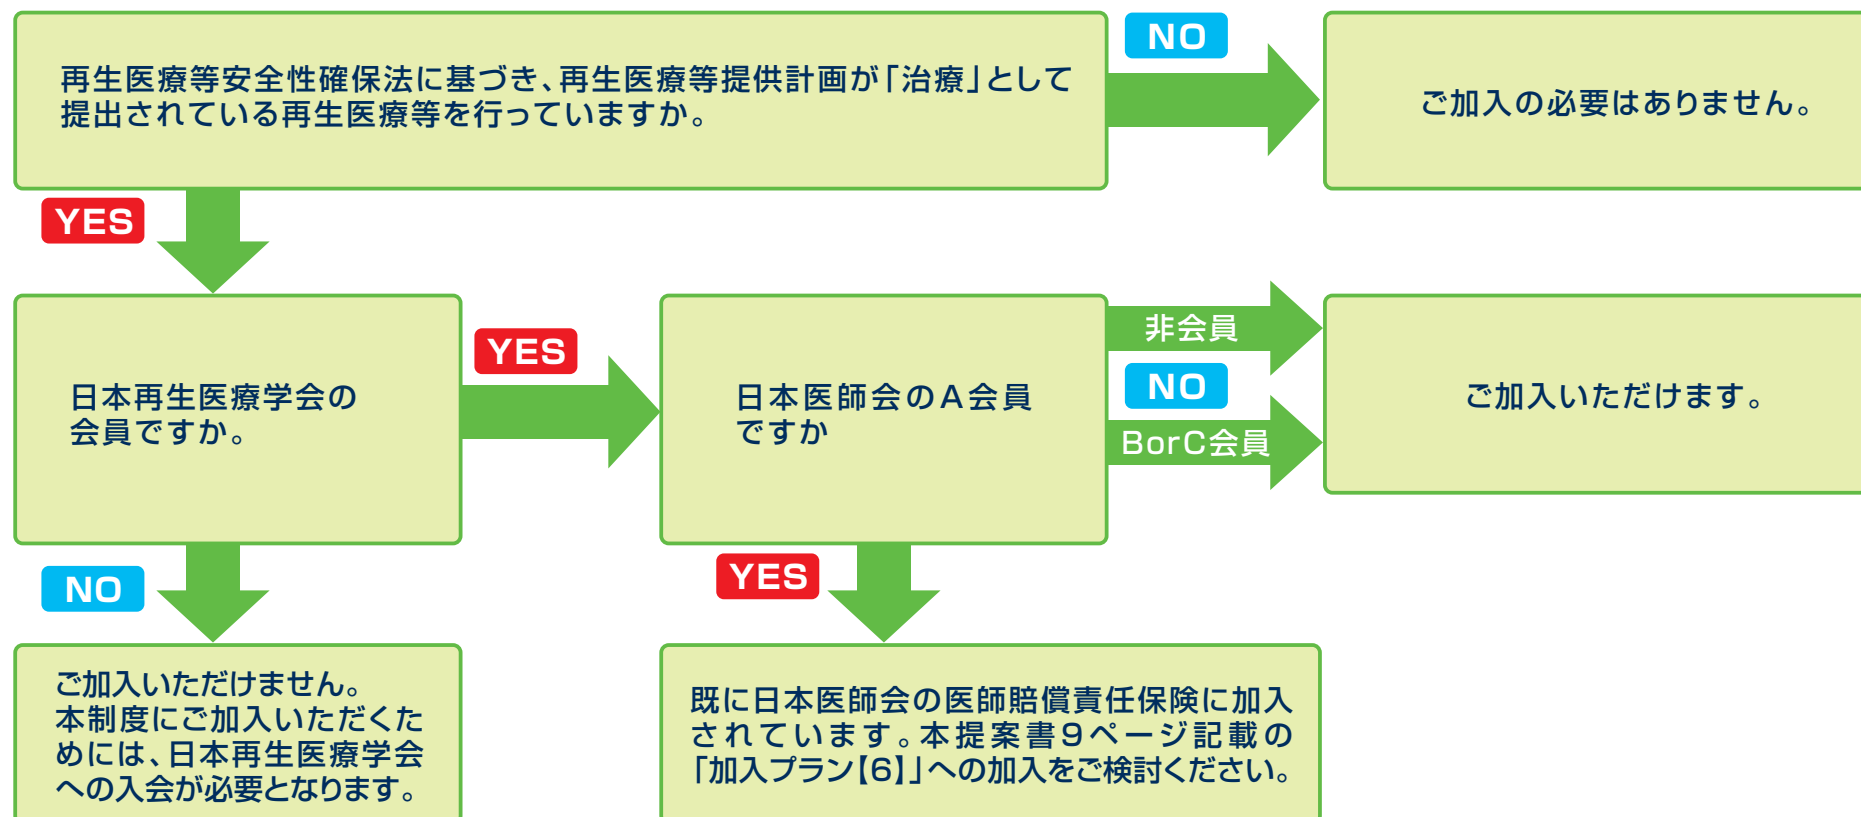 再生医療等安全性確保法に基づき、再生医療等提供計画が「治療」として
提出されている再生医療等を行っていますか。
NO
ご加入の必要はありません。
YES
日本再生医療学会の
会員ですか。
YES
日本医師会のA会員
ですか
非会員
NO
BorC会員
ご加入いただけます。
NO
ご加入いただけません。
本制度にご加入いただくた
めには、日本再生医療学会
への入会が必要となります。
YES
既に日本医師会の医師賠償責任保険に加入
されています。本提案書9ページ記載の
「加入プラン【6】」への加入をご検討ください。